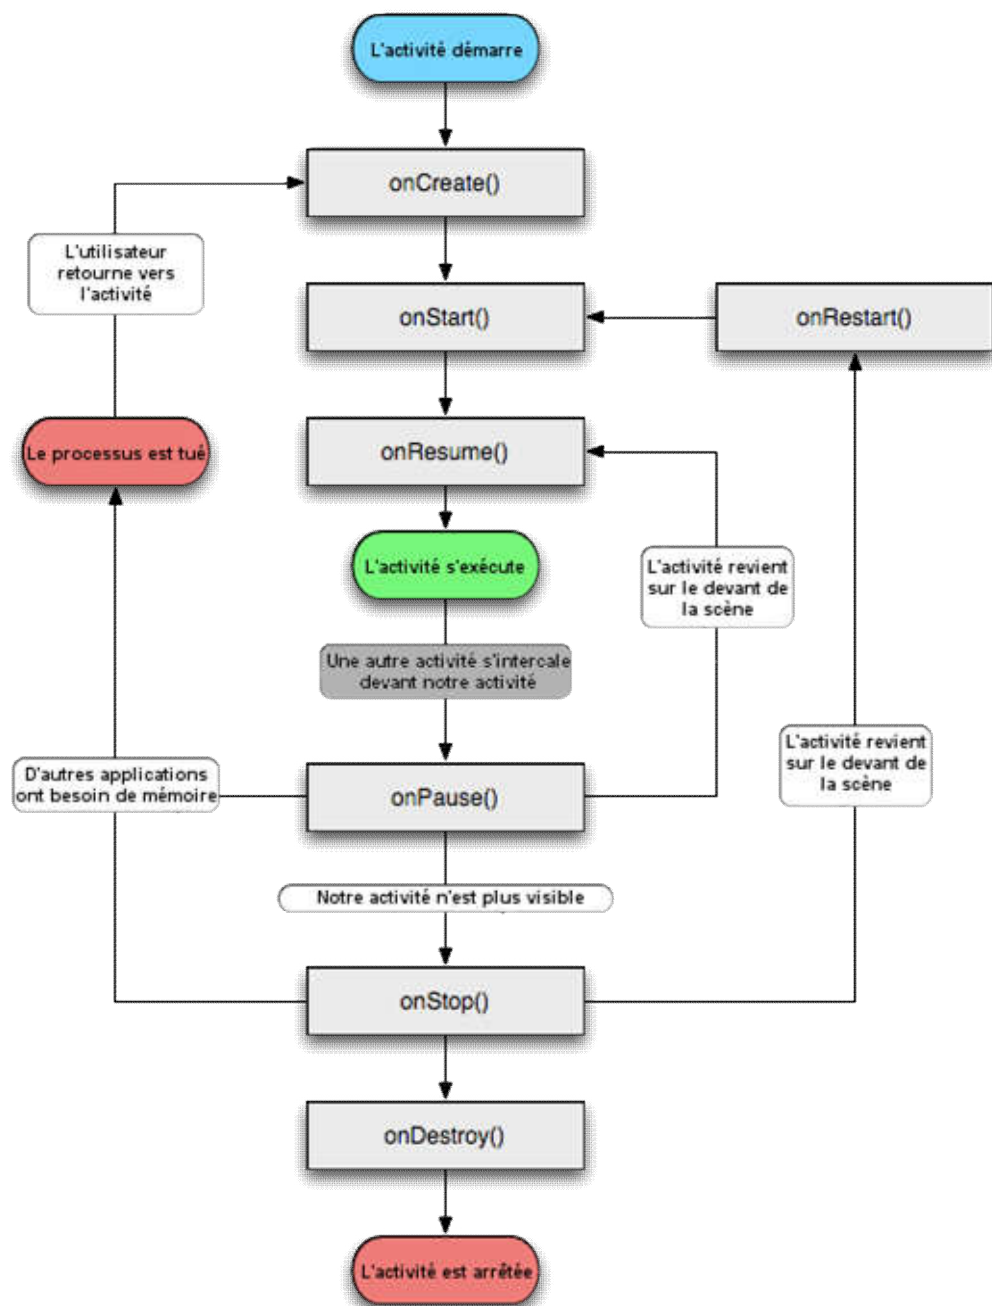 L'activité démarre
onCreate()
L'utilisateur
retourne vers
l'activité
onStart()
onRestart()
Le processus est tué
onResume()
L'activité s'exécute
L'activité revient
sur le devant de
la scène
Une autre activité s'intercale
devant notre activité
L'activité revient
sur le devant de
la scène
D'autres applications
ont besoin de mémoire
onPause()
Notre activité n'est plus visible
onStop()
onDestroy()
L'activité est arrêtée